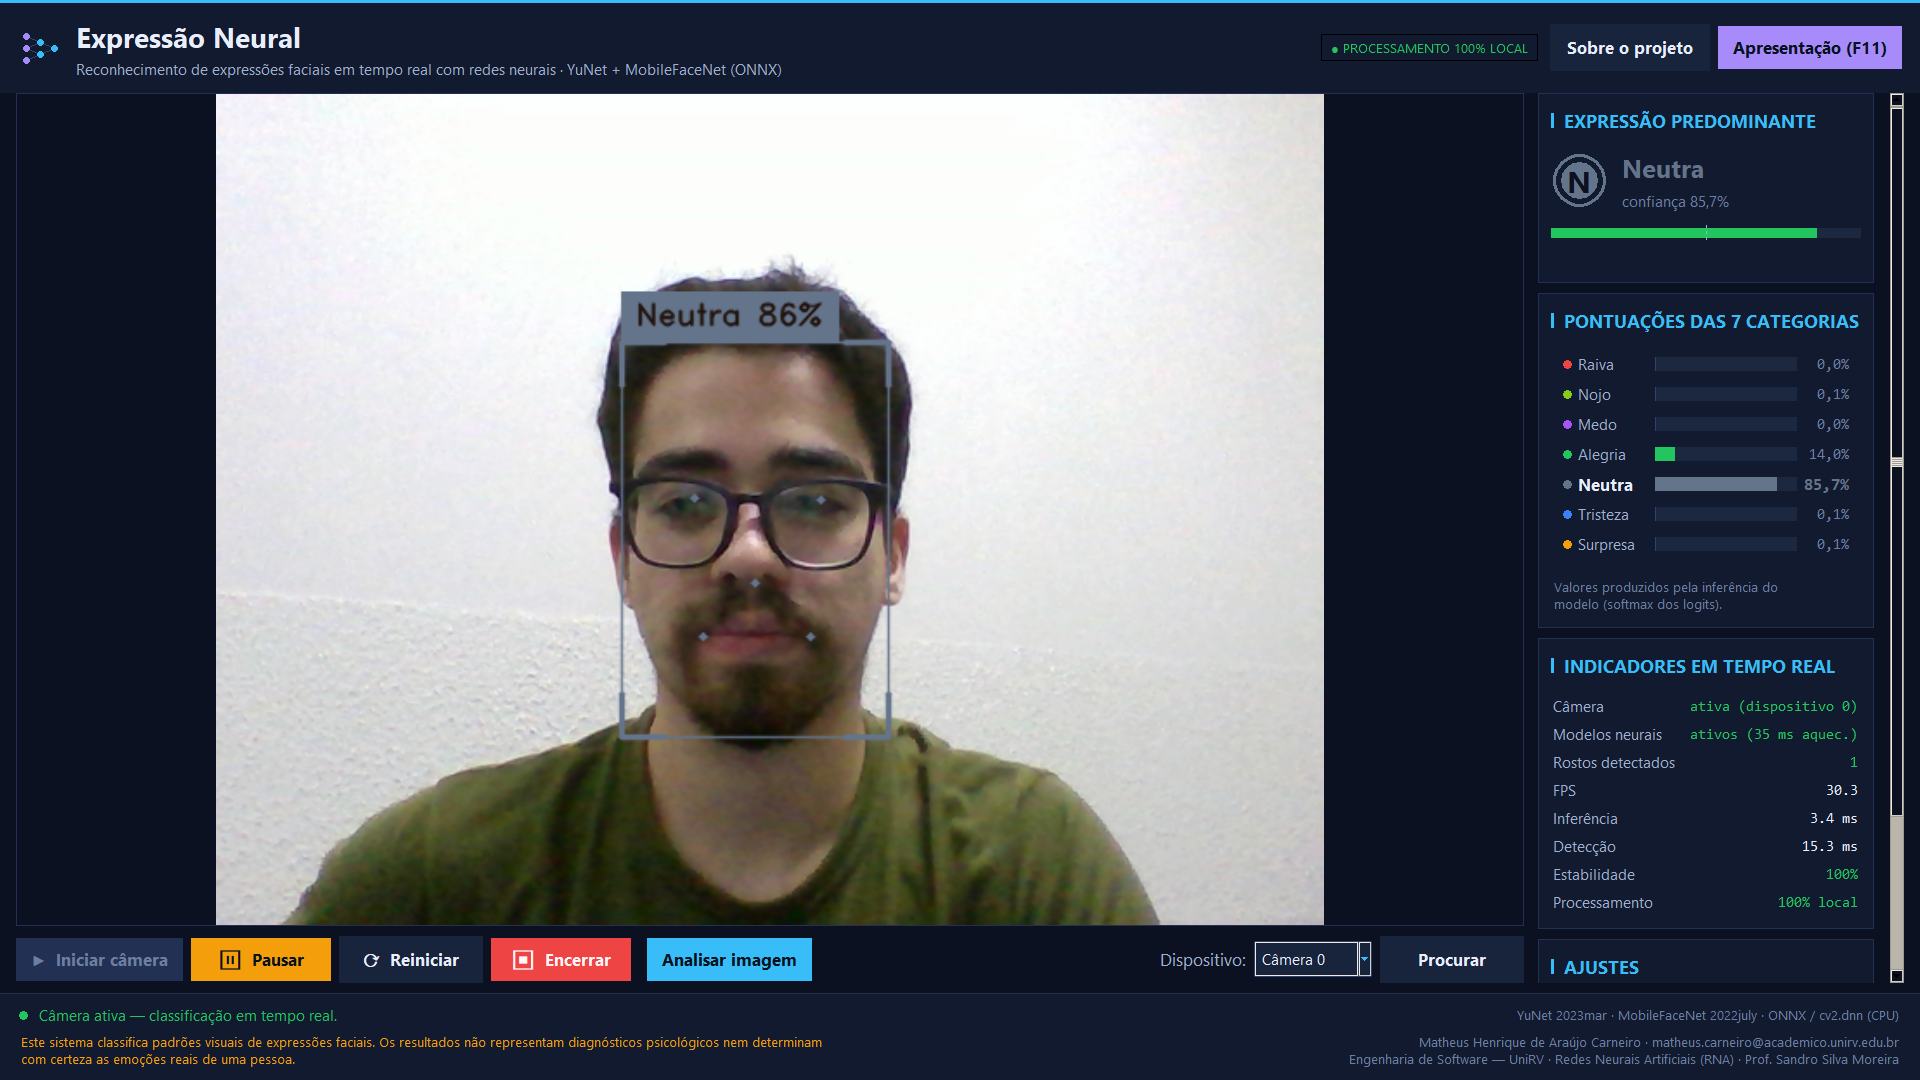 Expressão Neural
Reconhecimento de expressões faciais em tempo real com redes neurais · YuNet + MobileFaceNet (ONNX)
● PROCESSAMENTO 100% LOCAL
Sobre o projeto
Apresentação (F11)
Neutra 86%
EXPRESSÃO PREDOMINANTE
N
Neutra
confiança 85,7%
PONTUAÇÕES DAS 7 CATEGORIAS
Raiva 0,0%
Nojo 0,1%
Medo 0,0%
Alegria 14,0%
Neutra 85,7%
Tristeza 0,1%
Surpresa 0,1%
Valores produzidos pela inferência do
modelo (softmax dos logits).
INDICADORES EM TEMPO REAL
Câmera ativa (dispositivo 0)
Modelos neurais ativos (35 ms aquec.)
Rostos detectados 1
FPS 30.3
Inferência 3.4 ms
Detecção 15.3 ms
Estabilidade 100%
Processamento 100% local
AJUSTES
Iniciar câmera
Pausar
Reiniciar
Encerrar
Analisar imagem
Dispositivo: Câmera 0
Procurar
Câmera ativa — classificação em tempo real.
Este sistema classifica padrões visuais de expressões faciais. Os resultados não representam diagnósticos psicológicos nem determinam
com certeza as emoções reais de uma pessoa.
YuNet 2023mar · MobileFaceNet 2022july · ONNX / cv2.dnn (CPU)
Matheus Henrique de Araújo Carneiro · matheus.carneiro@academico.unirv.edu.br
Engenharia de Software — UniRV · Redes Neurais Artificiais (RNA) · Prof. Sandro Silva Moreira